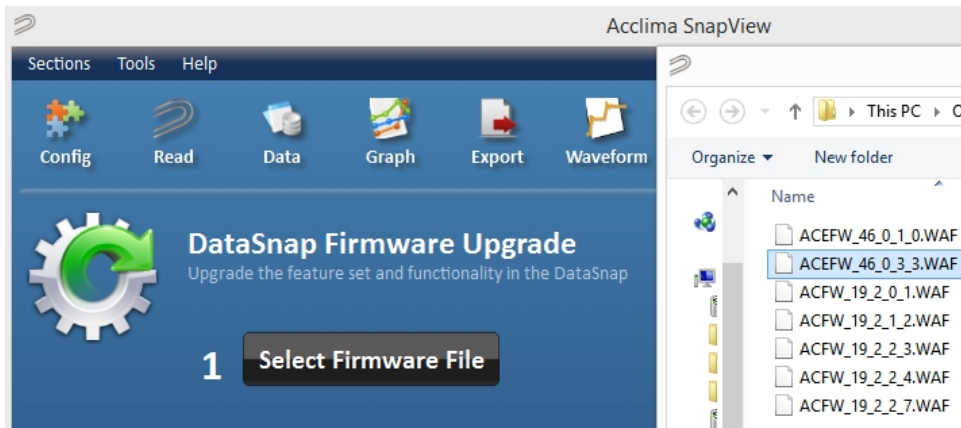 Acclima SnapView
Sections Tools Help
Config Read Data Graph Export Waveform
DataSnap Firmware Upgrade
Upgrade the feature set and functionality in the DataSnap
1 Select Firmware File
This PC
Organize New folder
Name
ACEFW_46_0_1_0.WAF
ACEFW_46_0_3_3.WAF
ACFW_19_2_0_1.WAF
ACFW_19_2_1_2.WAF
ACFW_19_2_2_3.WAF
ACFW_19_2_2_4.WAF
ACFW_19_2_2_7.WAF